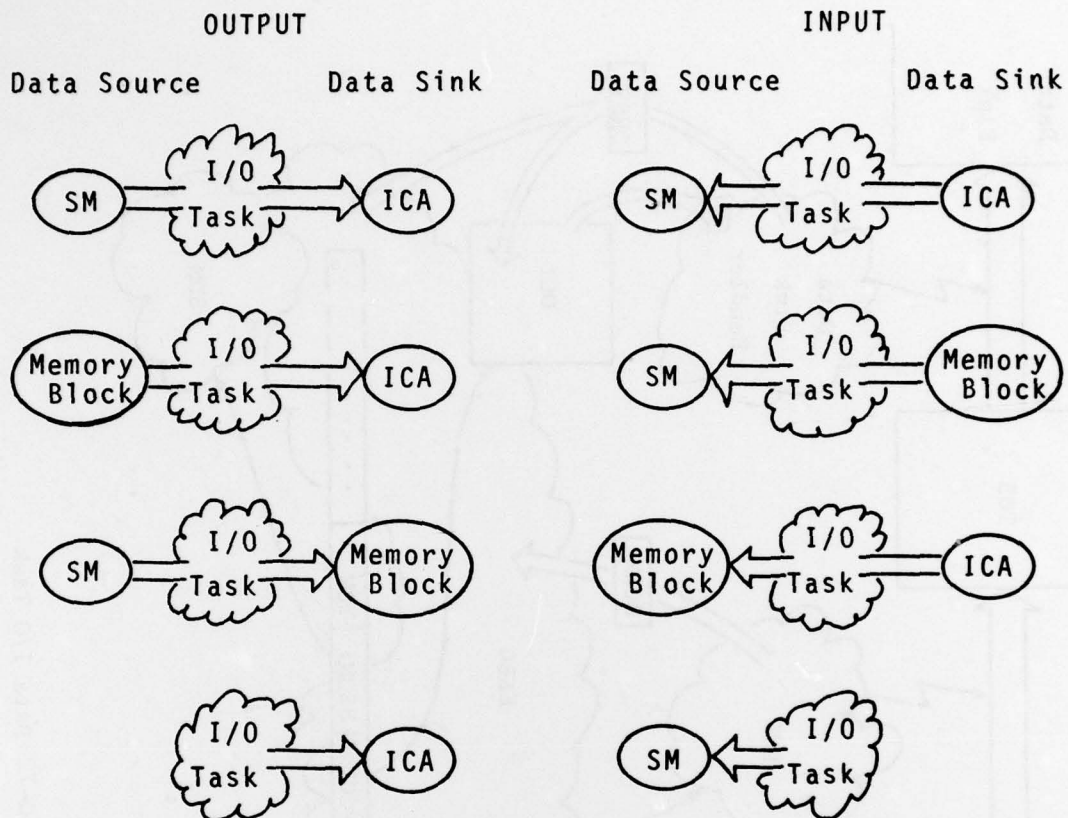 OUTPUT
INPUT
Data Source
Data Sink
Data Source
Data Sink
SM
I/O
Task
ICA
SM
I/O
Task
ICA
Memory
Block
I/O
Task
ICA
SM
I/O
Task
Memory
Block
SM
I/O
Task
Memory
Block
Memory
Block
I/O
Task
ICA
I/O
Task
ICA
SM
I/O
Task